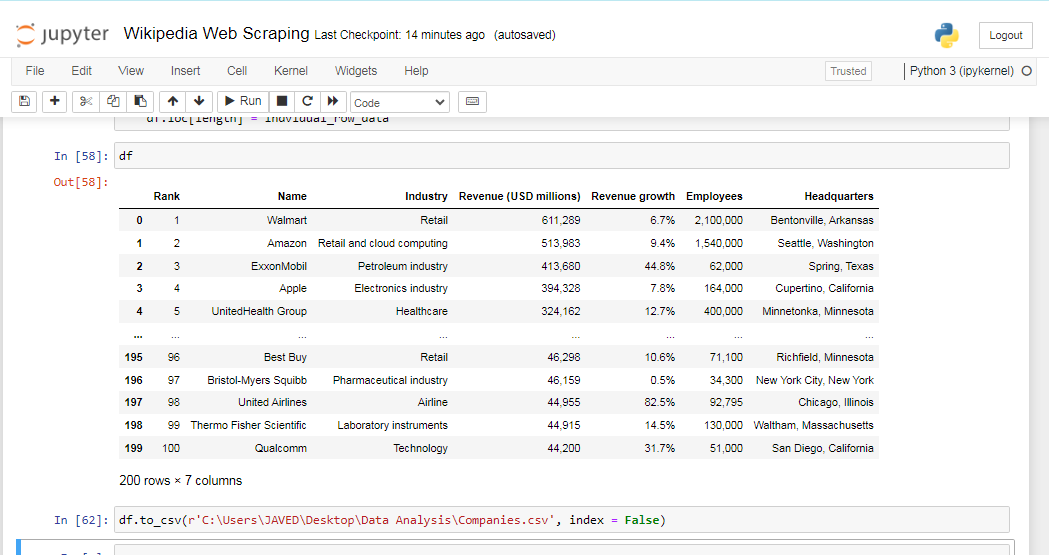 jupyter Wikipedia Web Scraping Last Checkpoint: 14 minutes ago (autosaved) Logout
File Edit View Insert Cell Kernel Widgets Help Trusted Python 3 (ipykernel)
Run Code
df.loc[length] = individual_row_data
In [58]: df
Out[58]:
Rank Name Industry Revenue (USD millions) Revenue growth Employees Headquarters
0 1 Walmart Retail 611,289 6.7% 2,100,000 Bentonville, Arkansas
1 2 Amazon Retail and cloud computing 513,983 9.4% 1,540,000 Seattle, Washington
2 3 ExxonMobil Petroleum industry 413,680 44.8% 62,000 Spring, Texas
3 4 Apple Electronics industry 394,328 7.8% 164,000 Cupertino, California
4 5 UnitedHealth Group Healthcare 324,162 12.7% 400,000 Minnetonka, Minnesota
... ... ... ... ... ... ... ...
195 96 Best Buy Retail 46,298 10.6% 71,100 Richfield, Minnesota
196 97 Bristol-Myers Squibb Pharmaceutical industry 46,159 0.5% 34,300 New York City, New York
197 98 United Airlines Airline 44,955 82.5% 92,795 Chicago, Illinois
198 99 Thermo Fisher Scientific Laboratory instruments 44,915 14.5% 130,000 Waltham, Massachusetts
199 100 Qualcomm Technology 44,200 31.7% 51,000 San Diego, California
200 rows × 7 columns
In [62]: df.to_csv(r'C:\Users\JAVED\Desktop\Data Analysis\Companies.csv', index = False)